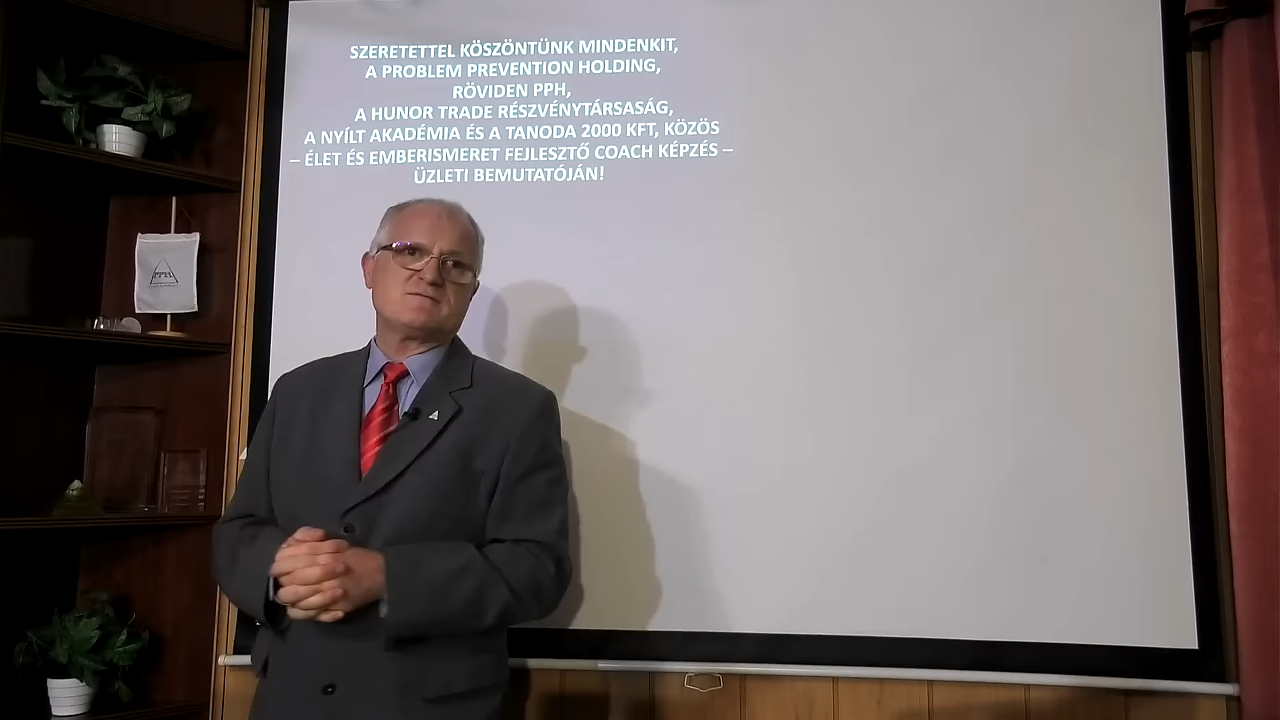 SZERETETTEL KÖSZÖNTÜNK MINDENKIT,
A PROBLEM PREVENTION HOLDING,
RÖVIDEN PPH,
A HUNOR TRADE RÉSZVÉNYTÁRSASÁG,
A NYÍLT AKADÉMIA ÉS A TANODA 2000 KFT, KÖZÖS
– ÉLET ÉS EMBERISMERET FEJLESZTŐ COACH KÉPZÉS –
ÜZLETI BEMUTATÓJÁN!
PPH